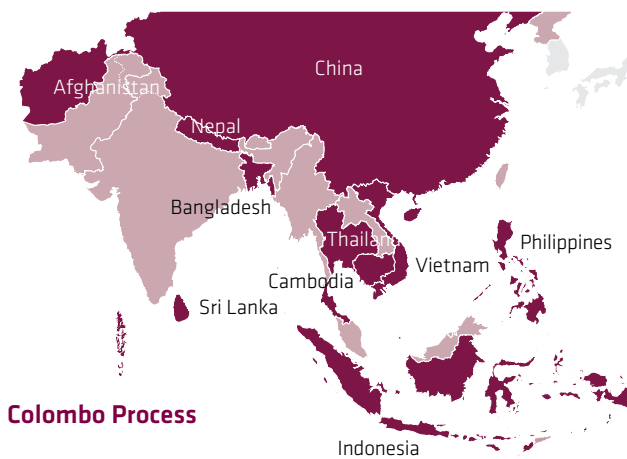 China
Afghanistan
Nepal
Bangladesh
Thailand
Philippines
Vietnam
Cambodia
Sri Lanka
Colombo Process
Indonesia